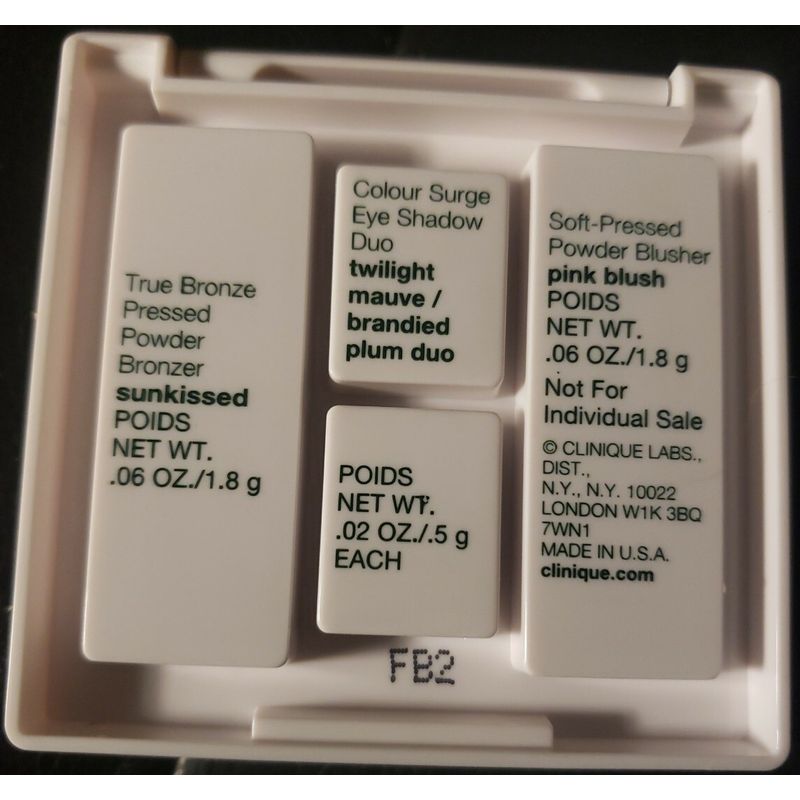 True Bronze
Pressed
Powder
Bronzer
sunkissed
POIDS
NET WT.
.06 OZ./1.8 g
Colour Surge
Eye Shadow
Duo
twilight
mauve /
brandied
plum duo
POIDS
NET WT.
.02 OZ./.5 g
EACH
Soft-Pressed
Powder Blusher
pink blush
POIDS
NET WT.
.06 OZ./1.8 g
Not For
Individual Sale
© CLINIQUE LABS.,
DIST.,
N.Y., N.Y. 10022
LONDON W1K 3BQ
7WN1
MADE IN U.S.A.
clinique.com
FB2